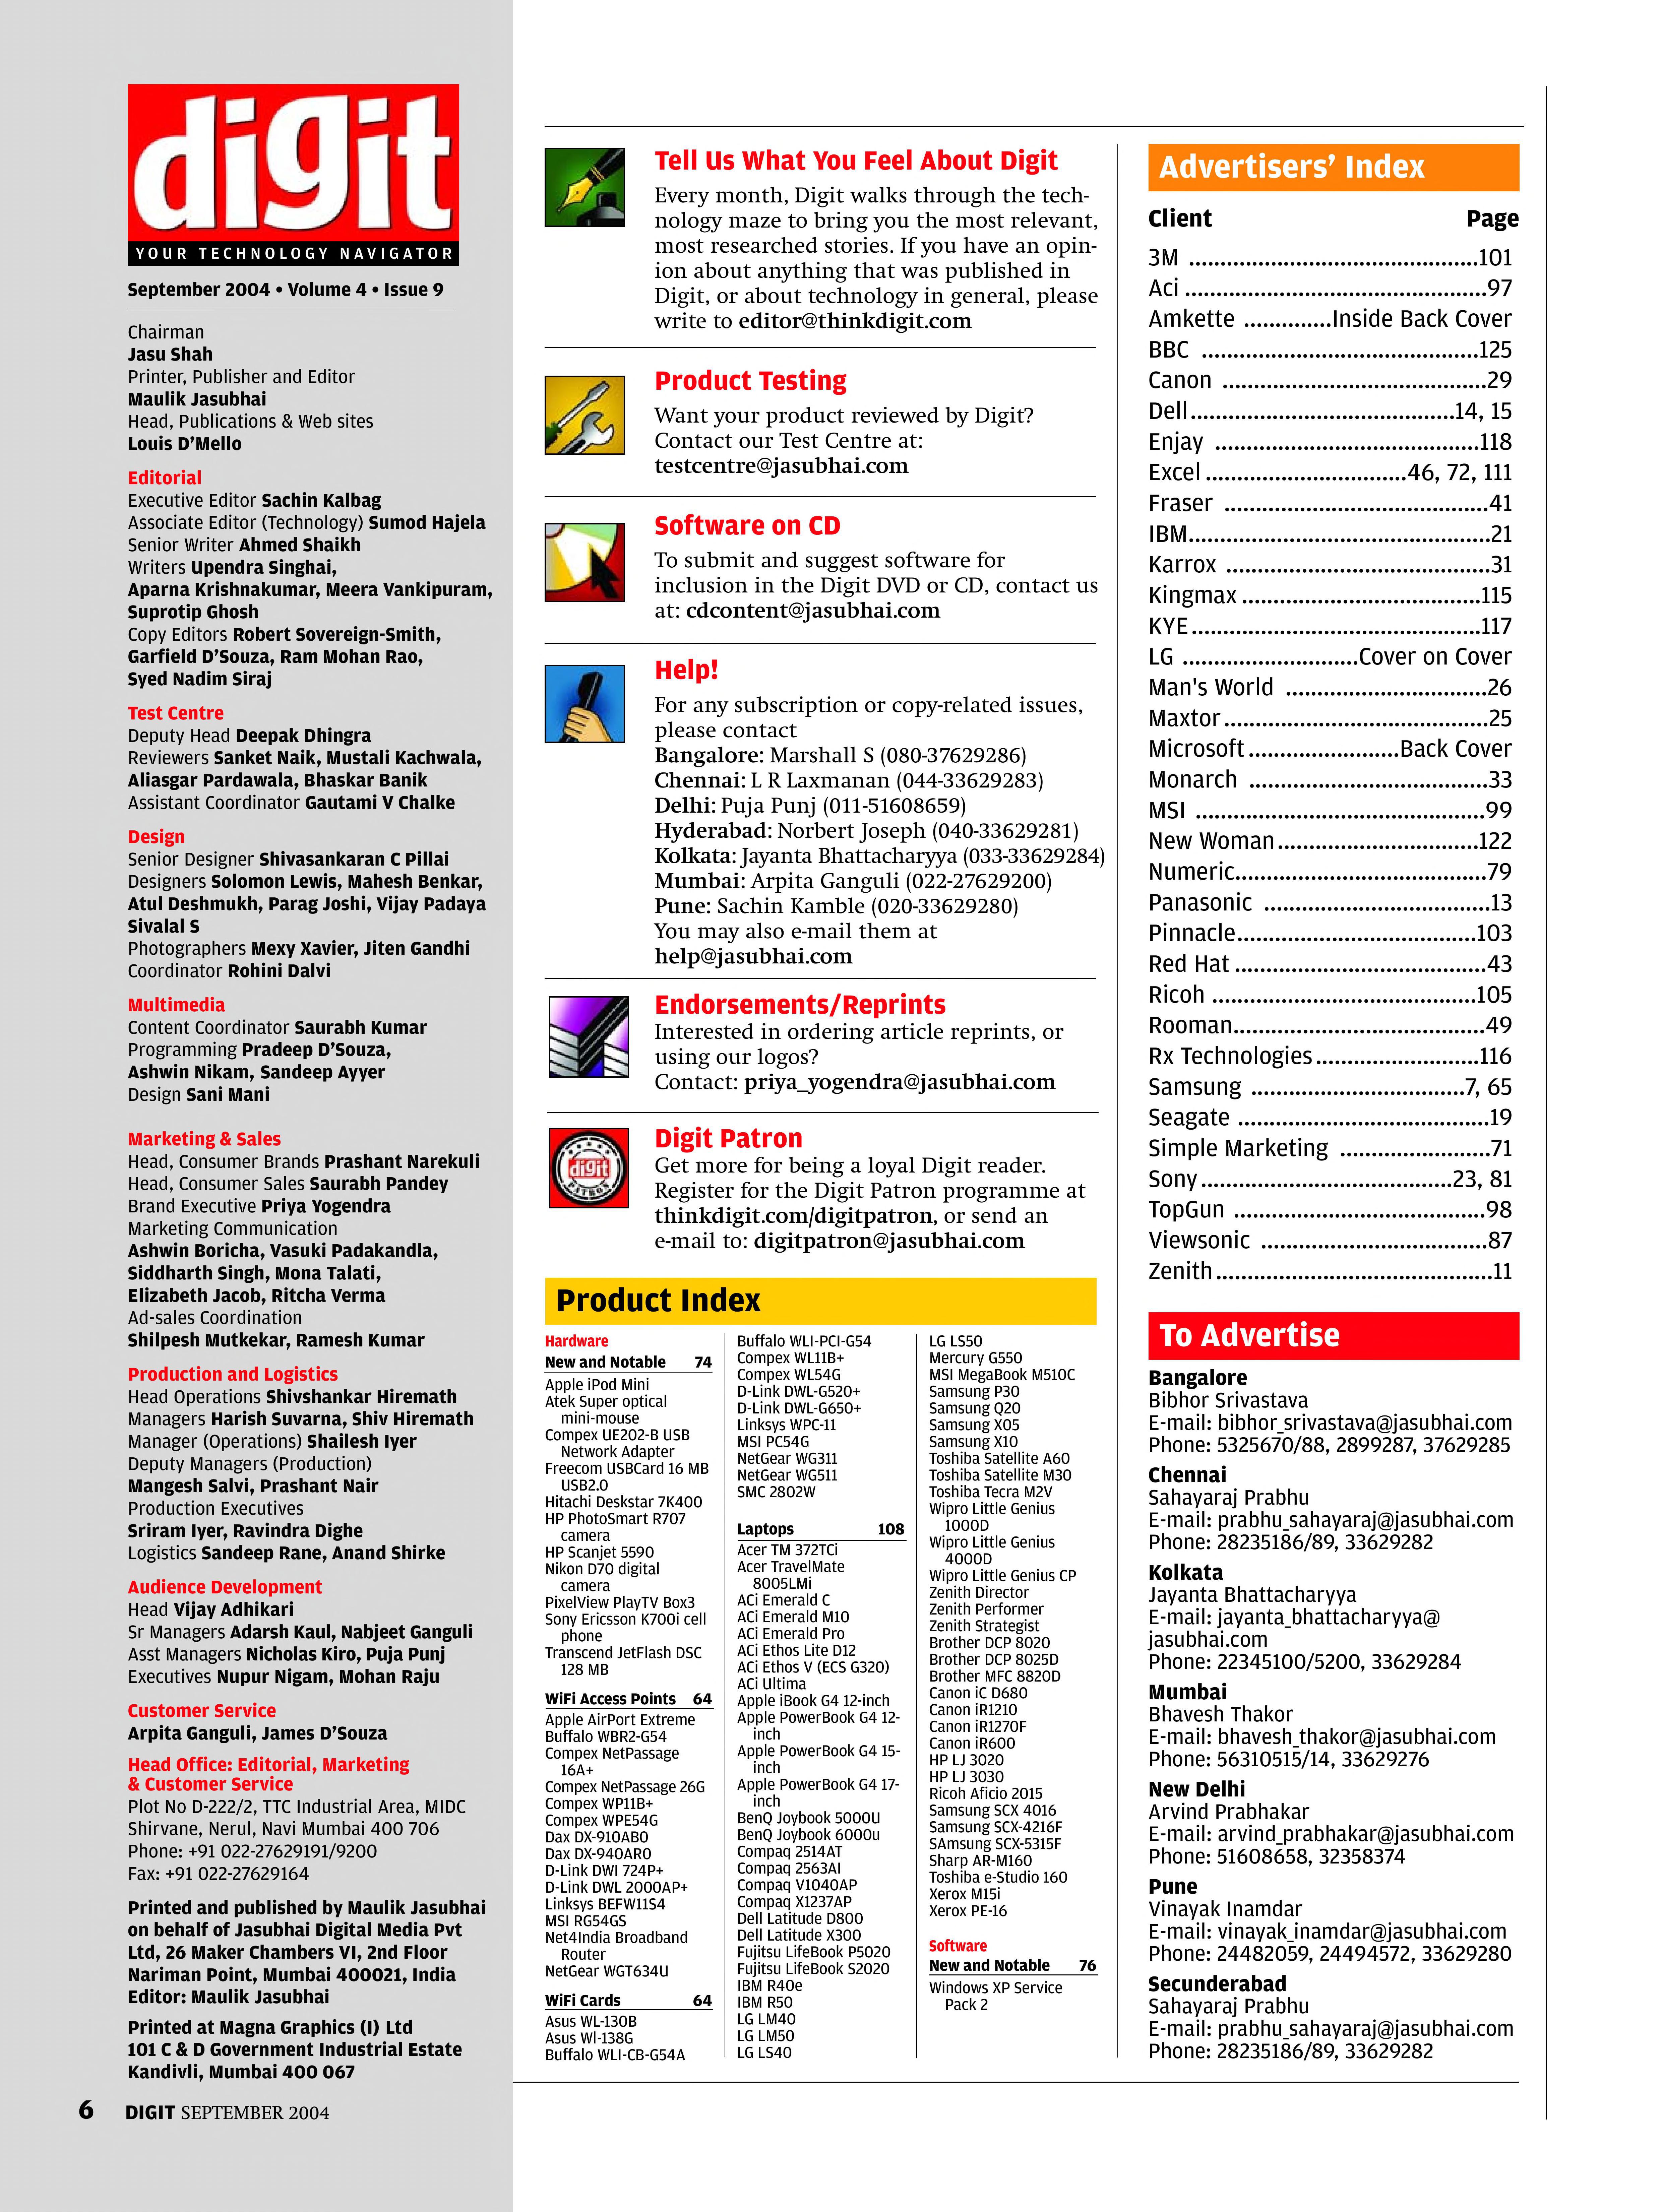 digit
YOUR TECHNOLOGY NAVIGATOR
September 2004 • Volume 4 • Issue 9
Chairman
Jasu Shah
Printer, Publisher and Editor
Maulik Jasubhai
Head, Publications & Web sites
Louis D’Mello
Editorial
Executive Editor Sachin Kalbag
Associate Editor (Technology) Sumod Hajela
Senior Writer Ahmed Shaikh
Writers Upendra Singhai,
Aparna Krishnakumar, Meera Vankipuram,
Suprotip Ghosh
Copy Editors Robert Sovereign-Smith,
Garfield D’Souza, Ram Mohan Rao,
Syed Nadim Siraj
Test Centre
Deputy Head Deepak Dhingra
Reviewers Sanket Naik, Mustali Kachwala,
Aliasgar Pardawala, Bhaskar Banik
Assistant Coordinator Gautami V Chalke
Design
Senior Designer Shivasankaran C Pillai
Designers Solomon Lewis, Mahesh Benkar,
Atul Deshmukh, Parag Joshi, Vijay Padaya
Sivalal S
Photographers Mexy Xavier, Jiten Gandhi
Coordinator Rohini Dalvi
Multimedia
Content Coordinator Saurabh Kumar
Programming Pradeep D’Souza,
Ashwin Nikam, Sandeep Ayyer
Design Sani Mani
Marketing & Sales
Head, Consumer Brands Prashant Narekuli
Head, Consumer Sales Saurabh Pandey
Brand Executive Priya Yogendra
Marketing Communication
Ashwin Boricha, Vasuki Padakandla,
Siddharth Singh, Mona Talati,
Elizabeth Jacob, Ritcha Verma
Ad-sales Coordination
Shilpesh Mutkekar, Ramesh Kumar
Production and Logistics
Head Operations Shivshankar Hiremath
Managers Harish Suvarna, Shiv Hiremath
Manager (Operations) Shailesh Iyer
Deputy Managers (Production)
Mangesh Salvi, Prashant Nair
Production Executives
Sriram Iyer, Ravindra Dighe
Logistics Sandeep Rane, Anand Shirke
Audience Development
Head Vijay Adhikari
Sr Managers Adarsh Kaul, Nabjeet Ganguli
Asst Managers Nicholas Kiro, Puja Punj
Executives Nupur Nigam, Mohan Raju
Customer Service
Arpita Ganguli, James D’Souza
Head Office: Editorial, Marketing
& Customer Service
Plot No D-222/2, TTC Industrial Area, MIDC
Shirvane, Nerul, Navi Mumbai 400 706
Phone: +91 022-27629191/9200
Fax: +91 022-27629164
Printed and published by Maulik Jasubhai
on behalf of Jasubhai Digital Media Pvt
Ltd, 26 Maker Chambers VI, 2nd Floor
Nariman Point, Mumbai 400021, India
Editor: Maulik Jasubhai
Printed at Magna Graphics (I) Ltd
101 C & D Government Industrial Estate
Kandivli, Mumbai 400 067
6 DIGIT SEPTEMBER 2004
Tell Us What You Feel About Digit
Every month, Digit walks through the tech-
nology maze to bring you the most relevant,
most researched stories. If you have an opin-
ion about anything that was published in
Digit, or about technology in general, please
write to editor@thinkdigit.com
Product Testing
Want your product reviewed by Digit?
Contact our Test Centre at:
testcentre@jasubhai.com
Software on CD
To submit and suggest software for
inclusion in the Digit DVD or CD, contact us
at: cdcontent@jasubhai.com
Help!
For any subscription or copy-related issues,
please contact
Bangalore: Marshall S (080-37629286)
Chennai: L R Laxmanan (044-33629283)
Delhi: Puja Punj (011-51608659)
Hyderabad: Norbert Joseph (040-33629281)
Kolkata: Jayanta Bhattacharyya (033-33629284)
Mumbai: Arpita Ganguli (022-27629200)
Pune: Sachin Kamble (020-33629280)
You may also e-mail them at
help@jasubhai.com
Endorsements/Reprints
Interested in ordering article reprints, or
using our logos?
Contact: priya_yogendra@jasubhai.com
digit
PATRON
Digit Patron
Get more for being a loyal Digit reader.
Register for the Digit Patron programme at
thinkdigit.com/digitpatron, or send an
e-mail to: digitpatron@jasubhai.com
Product Index
Hardware
New and Notable 74
Apple iPod Mini
Atek Super optical
mini-mouse
Compex UE202-B USB
Network Adapter
Freecom USBCard 16 MB
USB2.0
Hitachi Deskstar 7K400
HP PhotoSmart R707
camera
HP Scanjet 5590
Nikon D70 digital
camera
PixelView PlayTV Box3
Sony Ericsson K700i cell
phone
Transcend JetFlash DSC
128 MB
WiFi Access Points 64
Apple AirPort Extreme
Buffalo WBR2-G54
Compex NetPassage
16A+
Compex NetPassage 26G
Compex WP11B+
Compex WPE54G
Dax DX-910AB0
Dax DX-940AR0
D-Link DWI 724P+
D-Link DWL 2000AP+
Linksys BEFW11S4
MSI RG54GS
Net4India Broadband
Router
NetGear WGT634U
WiFi Cards 64
Asus WL-130B
Asus Wl-138G
Buffalo WLI-CB-G54A
Buffalo WLI-PCI-G54
Compex WL11B+
Compex WL54G
D-Link DWL-G520+
D-Link DWL-G650+
Linksys WPC-11
MSI PC54G
NetGear WG311
NetGear WG511
SMC 2802W
Laptops 108
Acer TM 372TCi
Acer TravelMate
8005LMi
ACi Emerald C
ACi Emerald M10
ACi Emerald Pro
ACi Ethos Lite D12
ACi Ethos V (ECS G320)
ACi Ultima
Apple iBook G4 12-inch
Apple PowerBook G4 12-
inch
Apple PowerBook G4 15-
inch
Apple PowerBook G4 17-
inch
BenQ Joybook 5000U
BenQ Joybook 6000u
Compaq 2514AT
Compaq 2563AI
Compaq V1040AP
Compaq X1237AP
Dell Latitude D800
Dell Latitude X300
Fujitsu LifeBook P5020
Fujitsu LifeBook S2020
IBM R40e
IBM R50
LG LM40
LG LM50
LG LS40
LG LS50
Mercury G550
MSI MegaBook M510C
Samsung P30
Samsung Q20
Samsung X05
Samsung X10
Toshiba Satellite A60
Toshiba Satellite M30
Toshiba Tecra M2V
Wipro Little Genius
1000D
Wipro Little Genius
4000D
Wipro Little Genius CP
Zenith Director
Zenith Performer
Zenith Strategist
Brother DCP 8020
Brother DCP 8025D
Brother MFC 8820D
Canon iC D680
Canon iR1210
Canon iR1270F
Canon iR600
HP LJ 3020
HP LJ 3030
Ricoh Aficio 2015
Samsung SCX 4016
Samsung SCX-4216F
SAmsung SCX-5315F
Sharp AR-M160
Toshiba e-Studio 160
Xerox M15i
Xerox PE-16
Software
New and Notable 76
Windows XP Service
Pack 2
Advertisers’ Index
Client Page
3M ..............................................101
Aci ................................................97
Amkette ..............Inside Back Cover
BBC ............................................125
Canon ..........................................29
Dell..........................................14, 15
Enjay ..........................................118
Excel ................................46, 72, 111
Fraser ..........................................41
IBM................................................21
Karrox ..........................................31
Kingmax ......................................115
KYE..............................................117
LG ............................Cover on Cover
Man's World ................................26
Maxtor..........................................25
Microsoft........................Back Cover
Monarch ......................................33
MSI ..............................................99
New Woman................................122
Numeric........................................79
Panasonic ....................................13
Pinnacle......................................103
Red Hat ........................................43
Ricoh ..........................................105
Rooman........................................49
Rx Technologies..........................116
Samsung ..................................7, 65
Seagate ........................................19
Simple Marketing ........................71
Sony........................................23, 81
TopGun ........................................98
Viewsonic ....................................87
Zenith............................................11
To Advertise
Bangalore
Bibhor Srivastava
E-mail: bibhor_srivastava@jasubhai.com
Phone: 5325670/88, 2899287, 37629285
Chennai
Sahayaraj Prabhu
E-mail: prabhu_sahayaraj@jasubhai.com
Phone: 28235186/89, 33629282
Kolkata
Jayanta Bhattacharyya
E-mail: jayanta_bhattacharyya@
jasubhai.com
Phone: 22345100/5200, 33629284
Mumbai
Bhavesh Thakor
E-mail: bhavesh_thakor@jasubhai.com
Phone: 56310515/14, 33629276
New Delhi
Arvind Prabhakar
E-mail: arvind_prabhakar@jasubhai.com
Phone: 51608658, 32358374
Pune
Vinayak Inamdar
E-mail: vinayak_inamdar@jasubhai.com
Phone: 24482059, 24494572, 33629280
Secunderabad
Sahayaraj Prabhu
E-mail: prabhu_sahayaraj@jasubhai.com
Phone: 28235186/89, 33629282